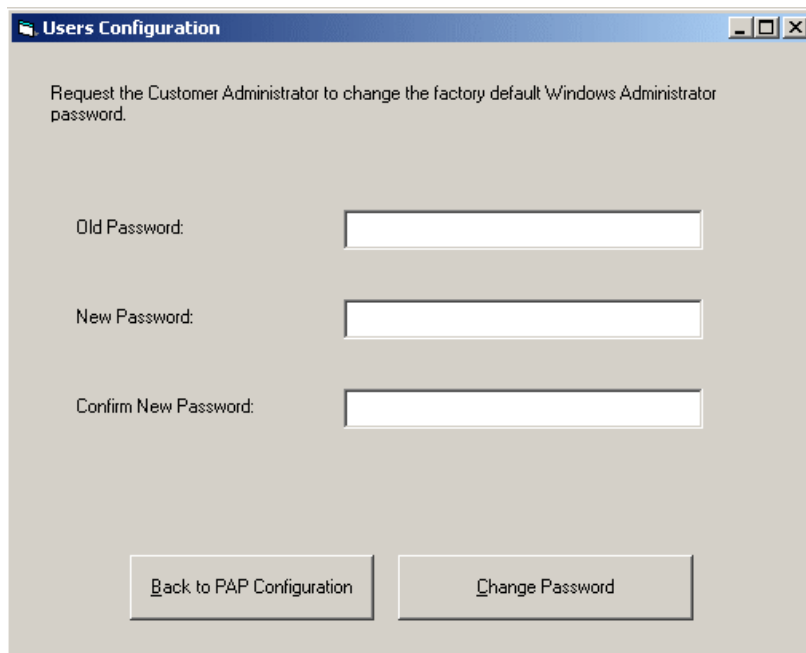 Users Configuration
Request the Customer Administrator to change the factory default Windows Administrator
password.
Old Password:
New Password:
Confirm New Password:
Back to PAP Configuration
Change Password